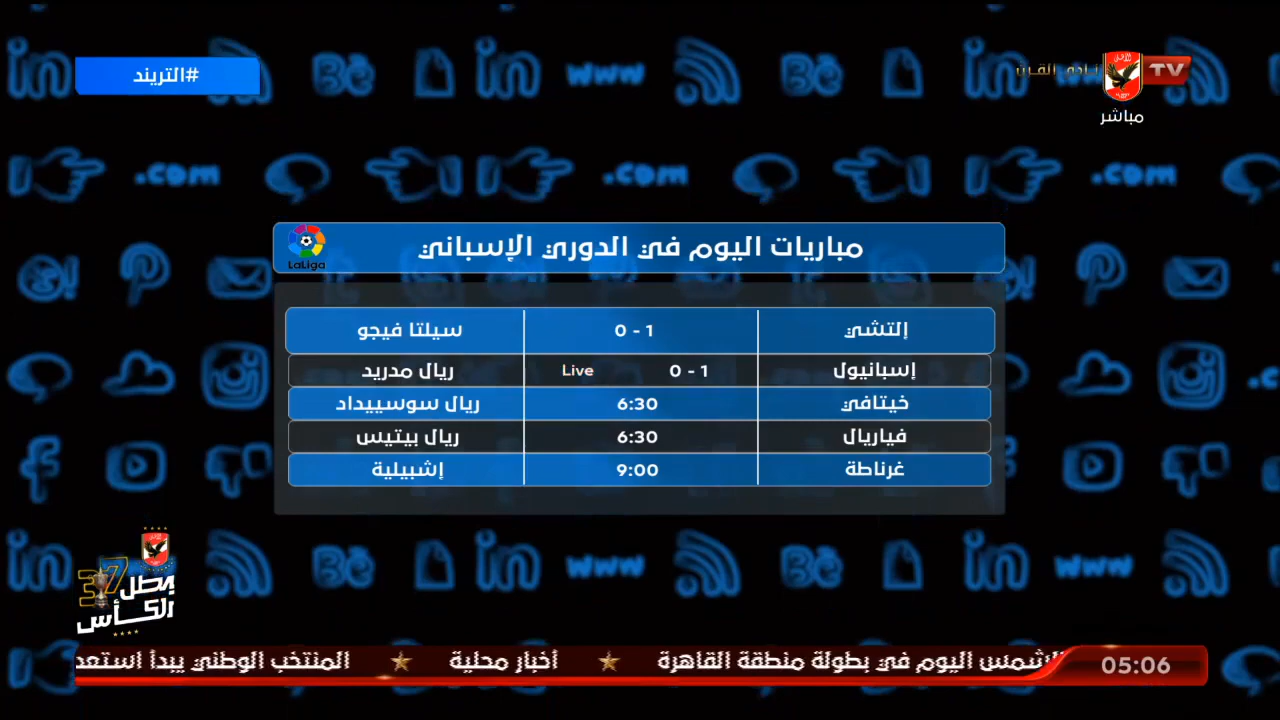 #التريند
نادي القرن
TV
مباشر
مباريات اليوم في الدوري الإسباني
LaLiga
إلتشي 1 - 0 سيلتا فيجو
إسبانيول 1 - 0 Live ريال مدريد
خيتافي 6:30 ريال سوسييداد
فياريال 6:30 ريال بيتيس
غرناطة 9:00 إشبيلية
37
بطل
الكأس
05:06 الشمس اليوم في بطولة منطقة القاهرة ★ أخبار محلية ★ المنتخب الوطني يبدأ استعد